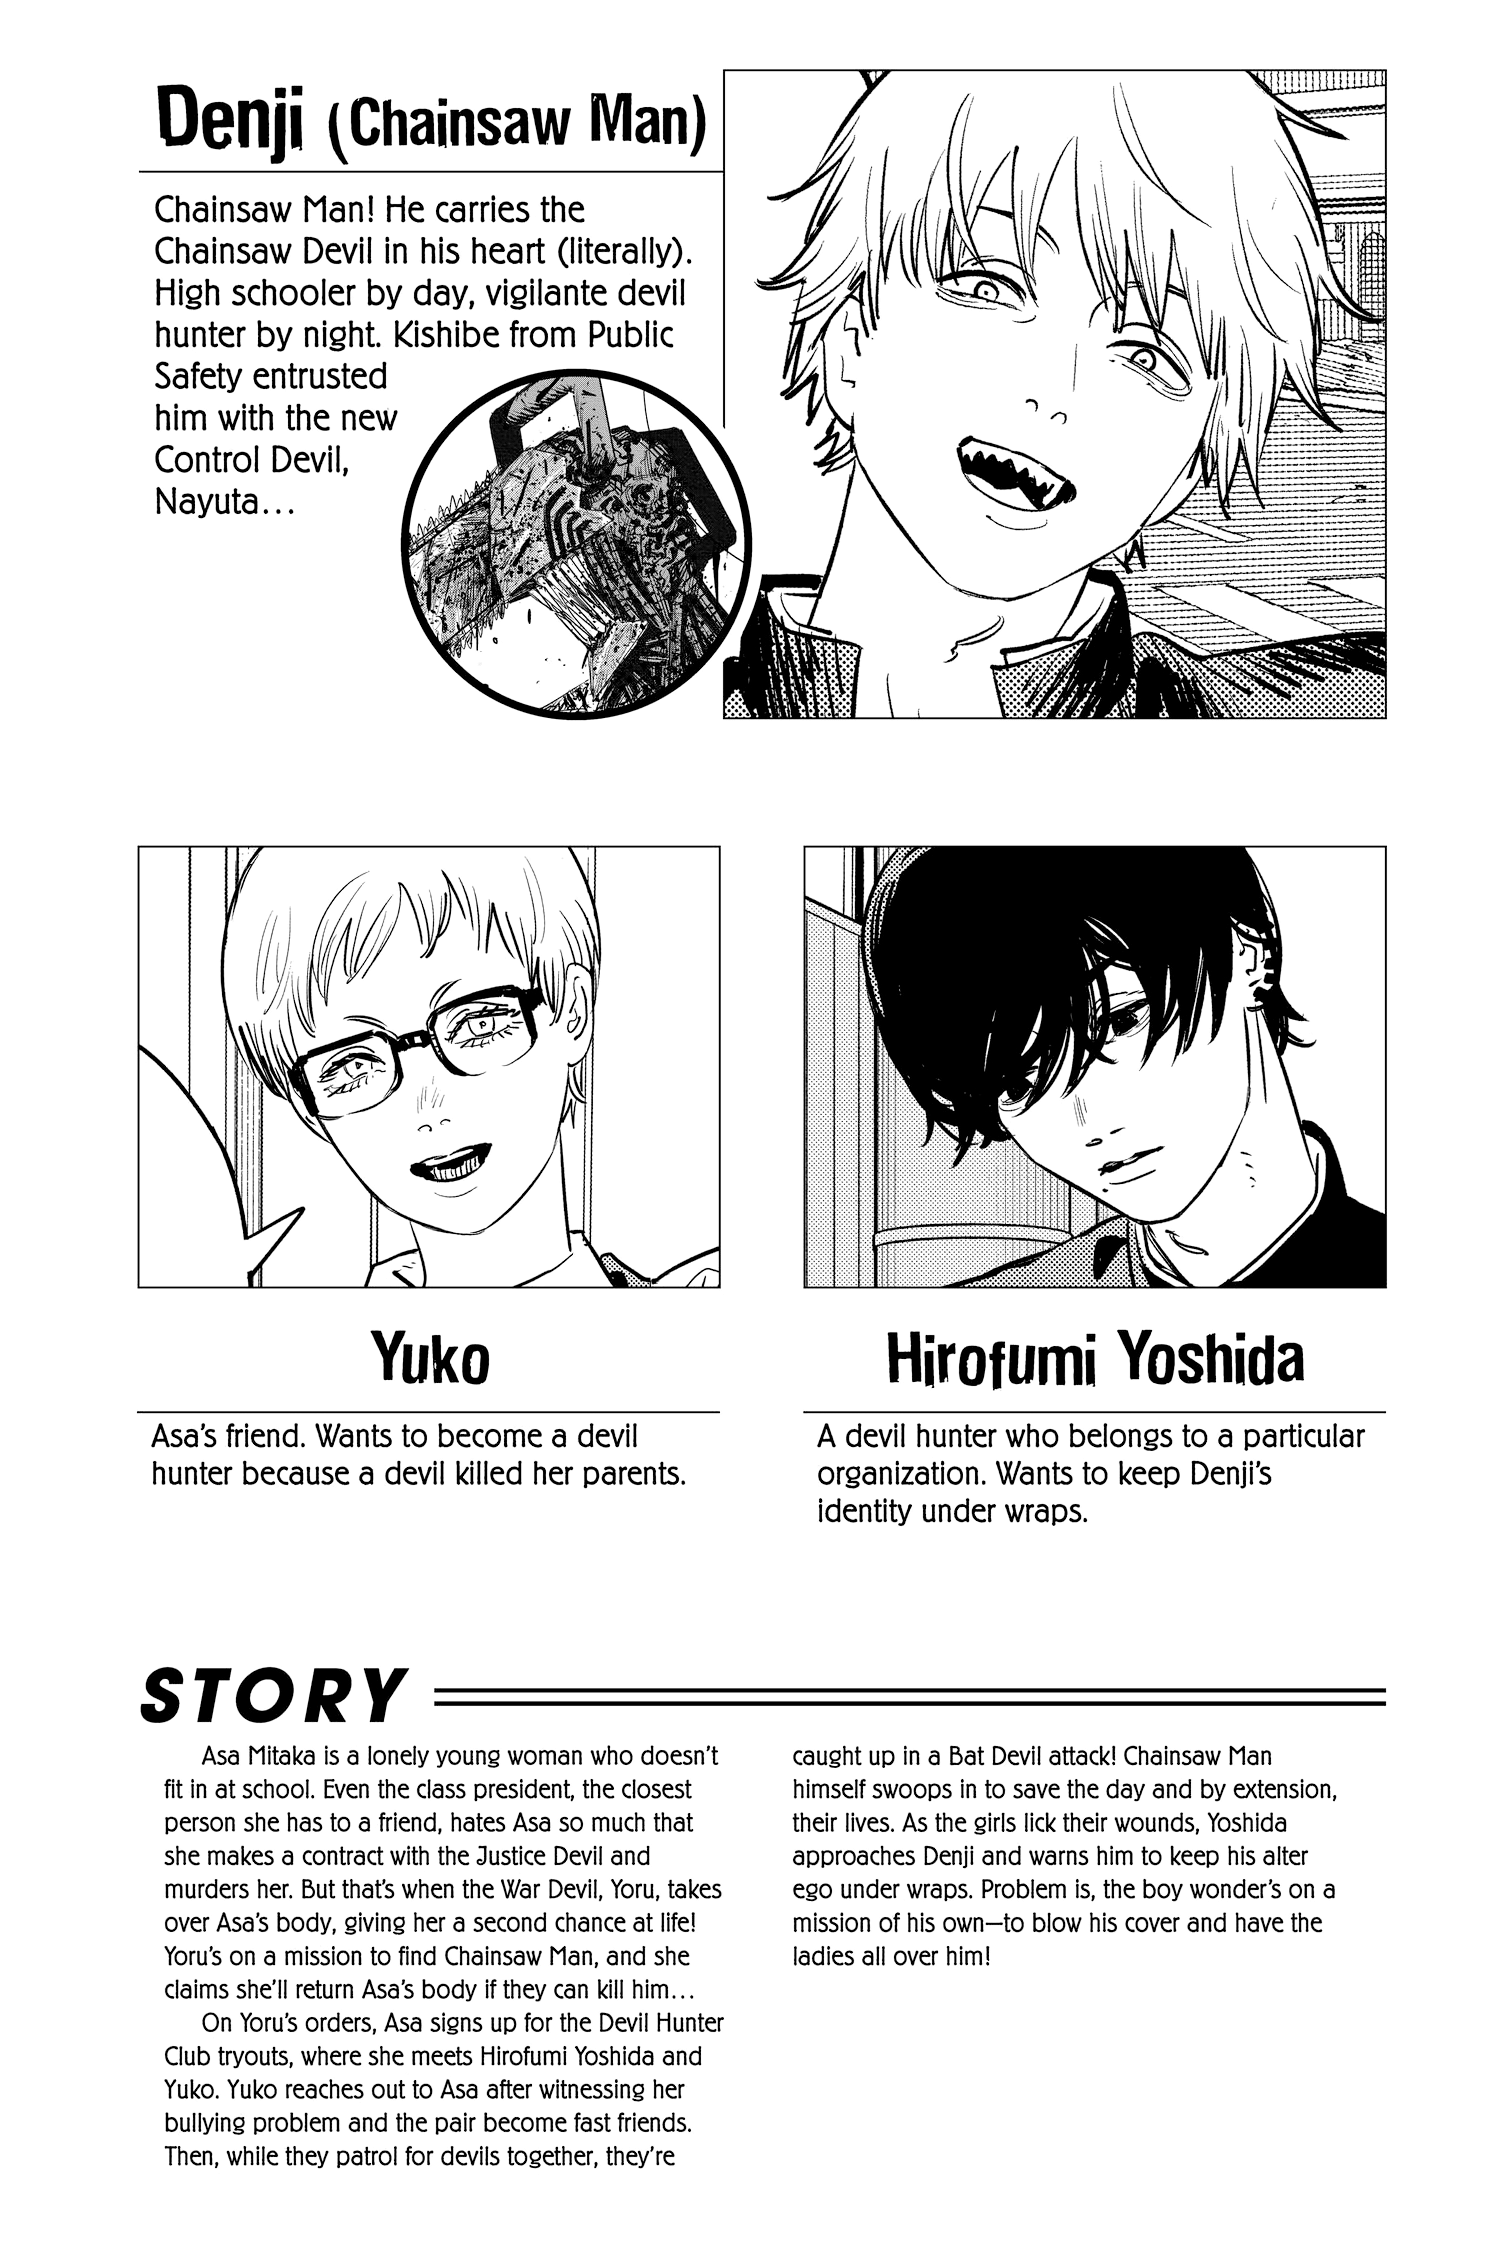 Denji (Chainsaw Man)
Chainsaw Man! He carries the
Chainsaw Devil in his heart (literally).
High schooler by day, vigilante devil
hunter by night. Kishibe from Public
Safety entrusted
him with the new
Control Devil,
Nayuta...
Yuko
Asa's friend. Wants to become a devil
hunter because a devil killed her parents.
Hirofumi Yoshida
A devil hunter who belongs to a particular
organization. Wants to keep Denji's
identity under wraps.
STORY
Asa Mitaka is a lonely young woman who doesn't
fit in at school. Even the class president, the closest
person she has to a friend, hates Asa so much that
she makes a contract with the Justice Devil and
murders her. But that's when the War Devil, Yoru, takes
over Asa's body, giving her a second chance at life!
Yoru's on a mission to find Chainsaw Man, and she
claims she'll return Asa's body if they can kill him...
On Yoru's orders, Asa signs up for the Devil Hunter
Club tryouts, where she meets Hirofumi Yoshida and
Yuko. Yuko reaches out to Asa after witnessing her
bullying problem and the pair become fast friends.
Then, while they patrol for devils together, they're
caught up in a Bat Devil attack! Chainsaw Man
himself swoops in to save the day and by extension,
their lives. As the girls lick their wounds, Yoshida
approaches Denji and warns him to keep his alter
ego under wraps. Problem is, the boy wonder's on a
mission of his own—to blow his cover and have the
ladies all over him!